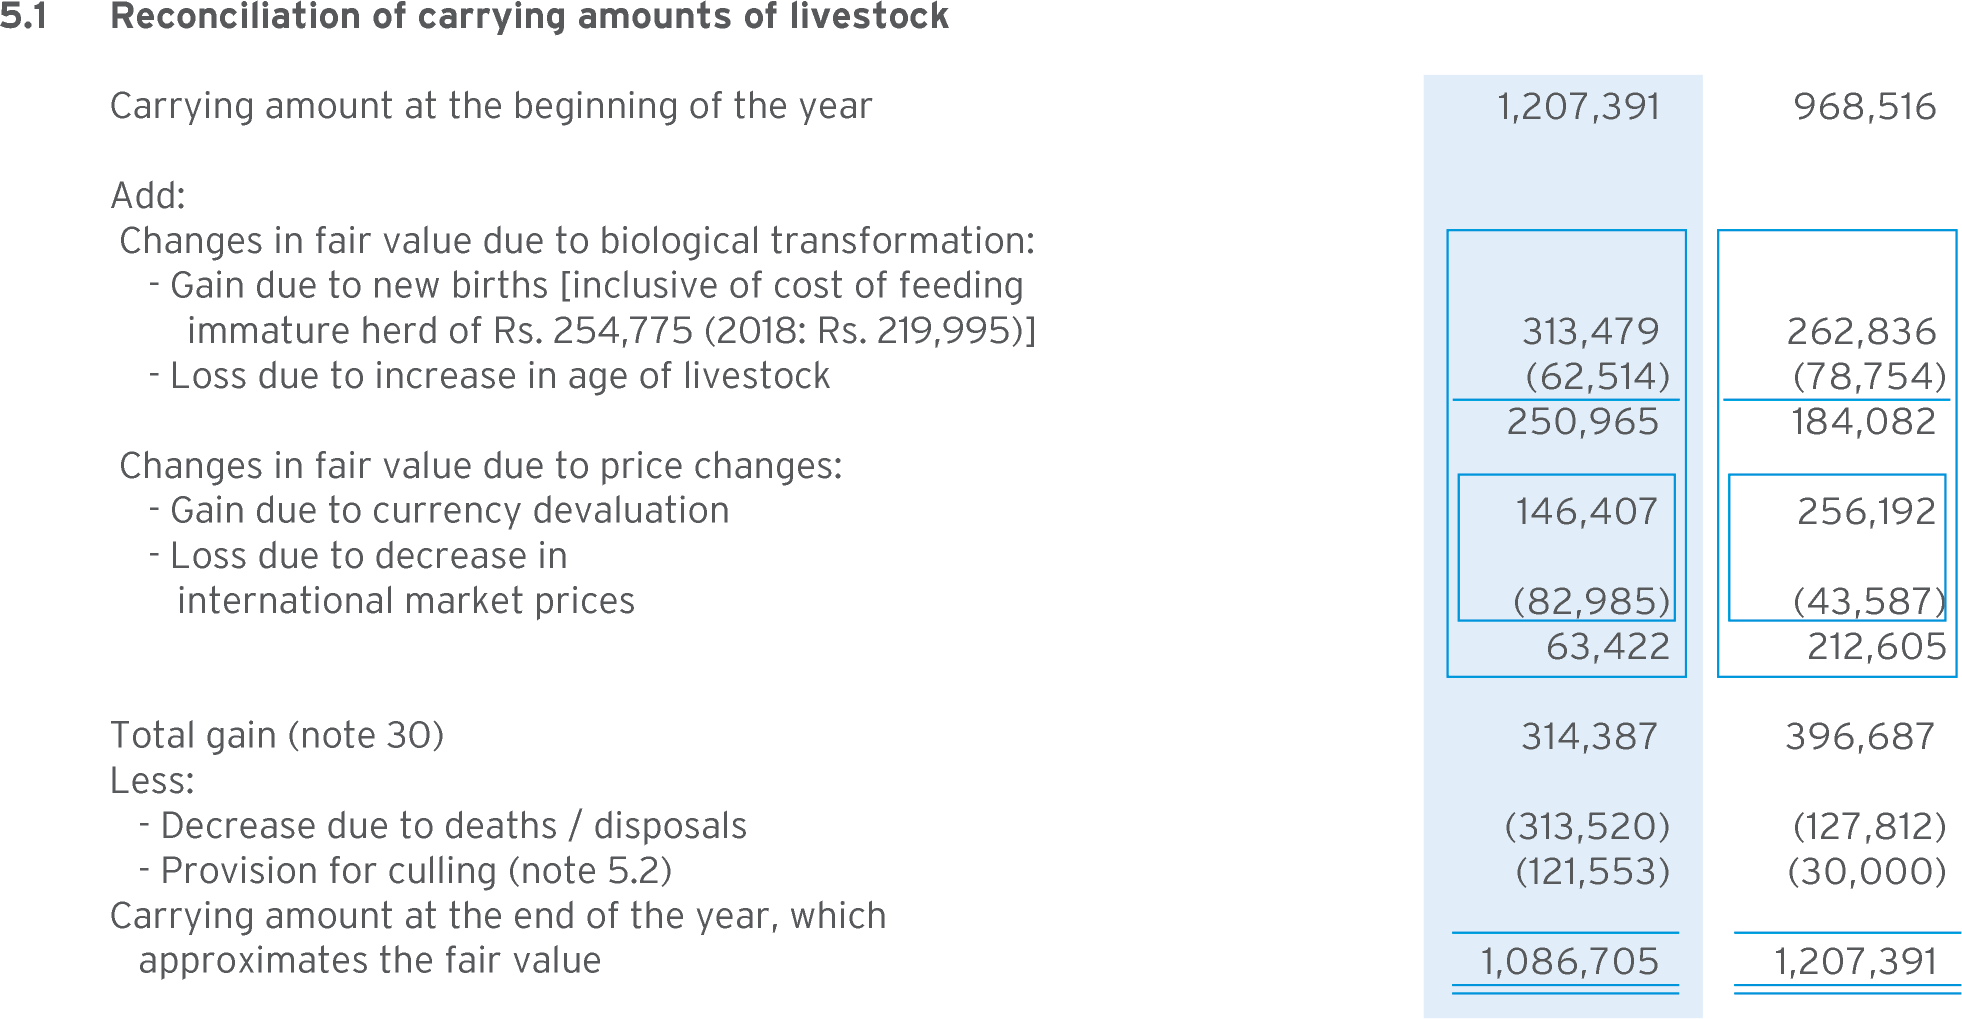 5.1 Reconciliation of carrying amounts of livestock
Carrying amount at the beginning of the year 1,207,391 968,516
Add:
Changes in fair value due to biological transformation:
- Gain due to new births [inclusive of cost of feeding
immature herd of Rs. 254,775 (2018: Rs. 219,995)] 313,479 262,836
- Loss due to increase in age of livestock (62,514) (78,754)
250,965 184,082
Changes in fair value due to price changes:
- Gain due to currency devaluation 146,407 256,192
- Loss due to decrease in
international market prices (82,985) (43,587)
63,422 212,605
Total gain (note 30) 314,387 396,687
Less:
- Decrease due to deaths / disposals (313,520) (127,812)
- Provision for culling (note 5.2) (121,553) (30,000)
Carrying amount at the end of the year, which
approximates the fair value 1,086,705 1,207,391